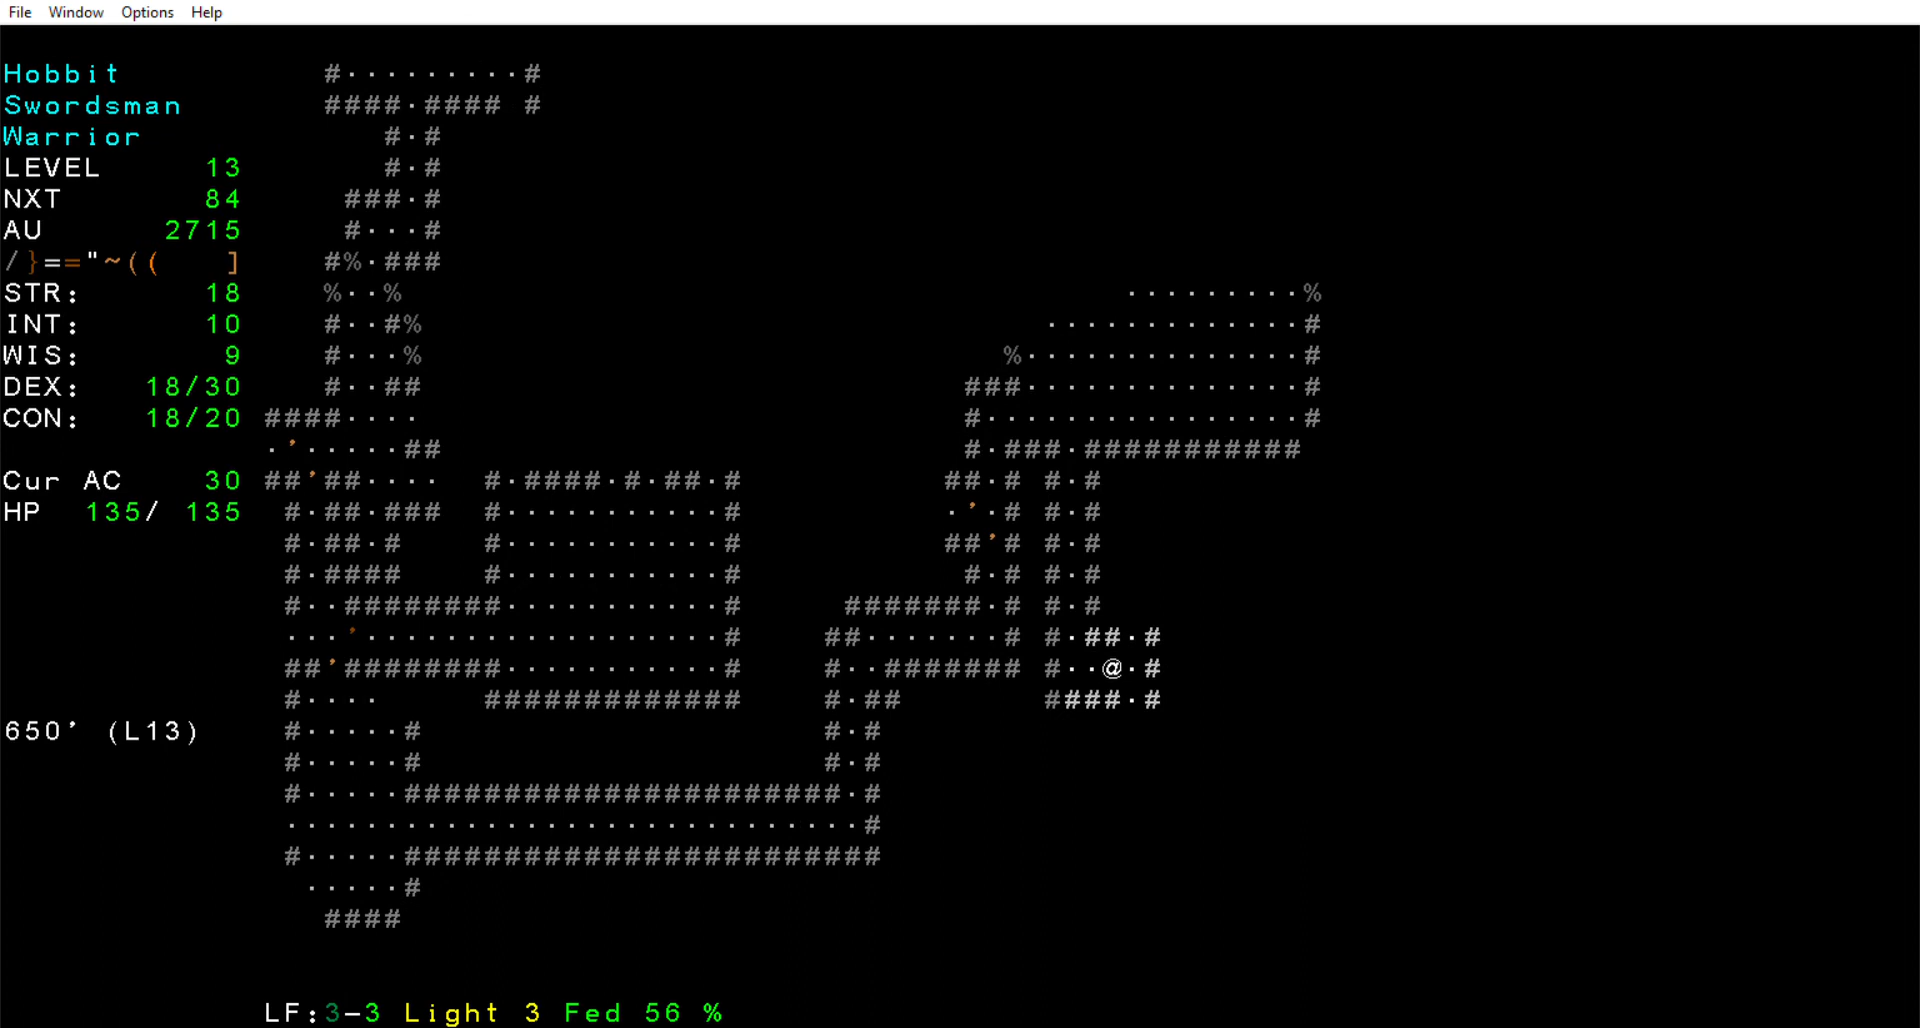 File Window Options Help
Hobbit #.........#
Swordsman ####.#### #
Warrior #.#
LEVEL 13 #.#
NXT 84 ###.#
AU 2715 #...#
/}=="~(( ] #%.###
STR: 18 %..% .........%
INT: 10 #..#% .............#
WIS: 9 #...% %..............#
DEX: 18/30 #..## ###..............#
CON: 18/20 ####.... #................#
.'.....## #.###.###########
Cur AC 30 ##'##.... #.####.#.##.# ##.# #.#
HP 135/ 135 #.##.### #...........# .'.# #.#
#.##.# #...........# ##'# #.#
#.#### #...........# #.# #.#
#..########...........# #######.# #.#
...'..................# ##.......# #.##.#
##'########...........# #..####### #..@.#
#.... ############# #.## ####.#
650' (L13) #.....# #.#
#.....# #.#
#.....######################.#
.............................#
#.....########################
.....#
####
LF:3-3 Light 3 Fed 56 %